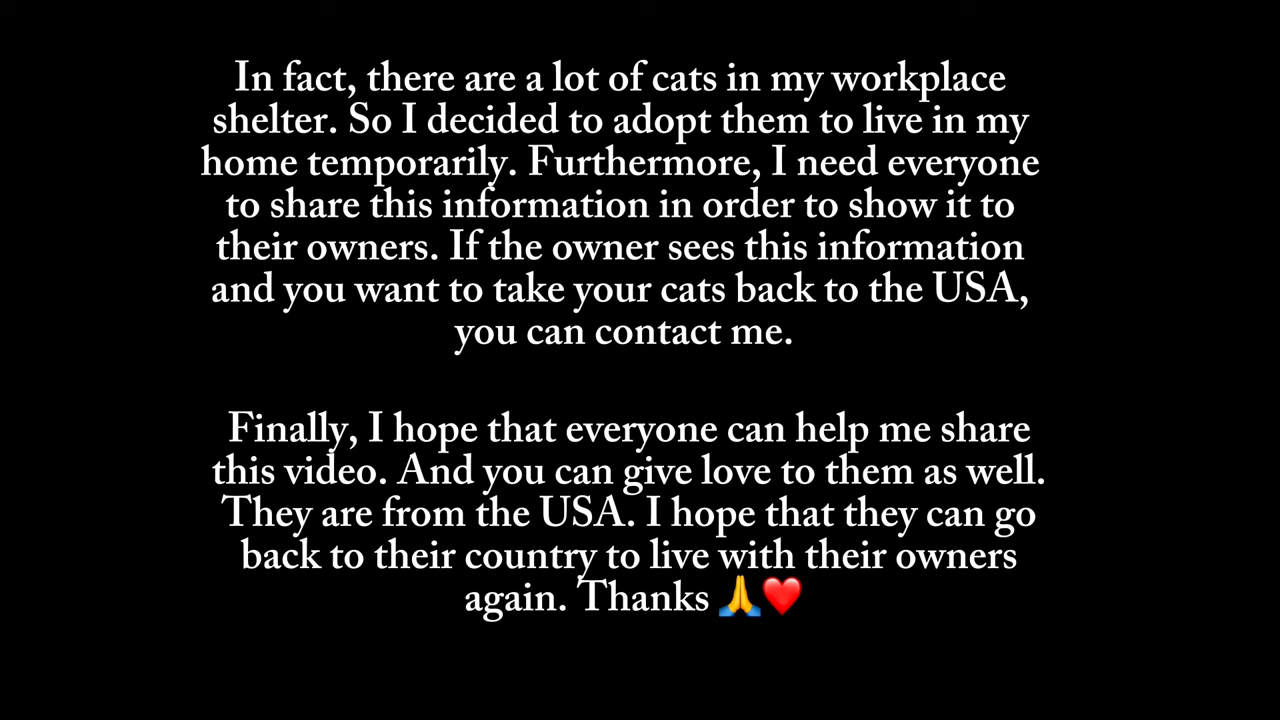 In fact, there are a lot of cats in my workplace
shelter. So I decided to adopt them to live in my
home temporarily. Furthermore, I need everyone
to share this information in order to show it to
their owners. If the owner sees this information
and you want to take your cats back to the USA,
you can contact me.
Finally, I hope that everyone can help me share
this video. And you can give love to them as well.
They are from the USA. I hope that they can go
back to their country to live with their owners
again. Thanks 🙏❤️